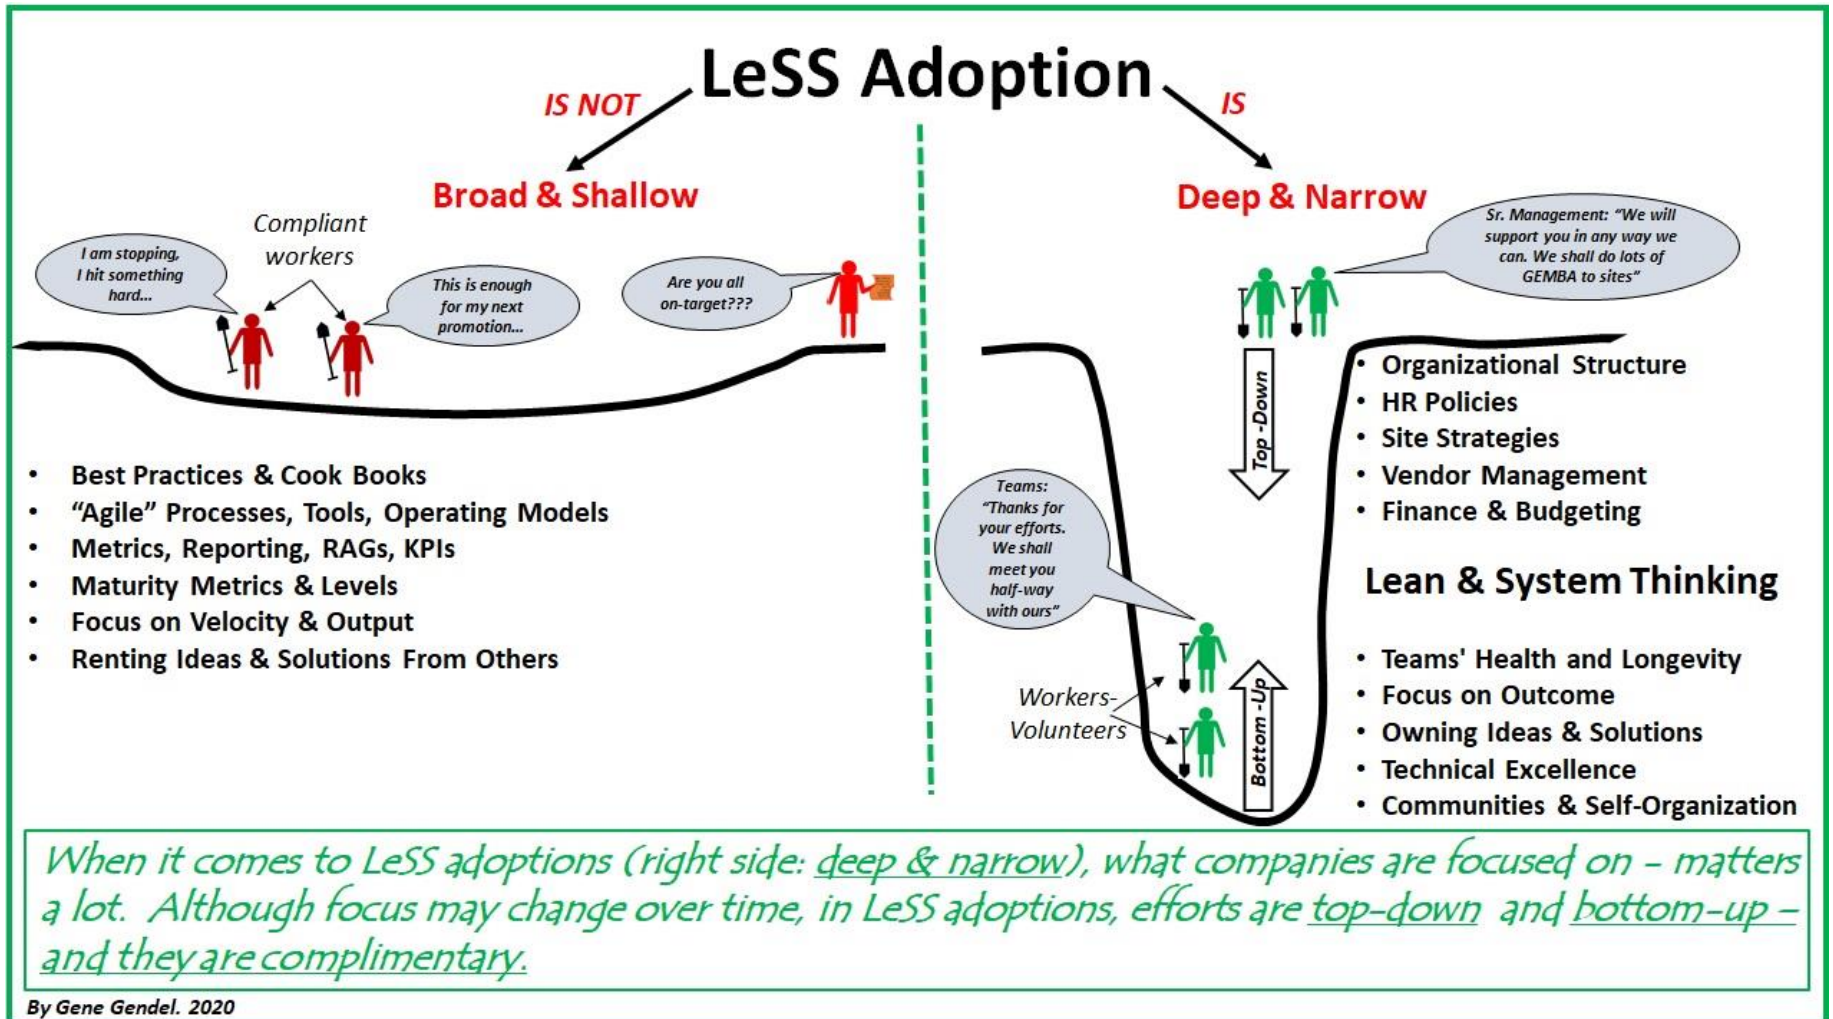 LeSS Adoption
IS NOT
IS
Broad & Shallow
Compliant
workers
I am stopping,
I hit something
hard...
This is enough
for my next
promotion...
Are you all
on-target???
• Best Practices & Cook Books
• “Agile” Processes, Tools, Operating Models
• Metrics, Reporting, RAGs, KPIs
• Maturity Metrics & Levels
• Focus on Velocity & Output
• Renting Ideas & Solutions From Others
Deep & Narrow
Sr. Management: “We will
support you in any way we
can. We shall do lots of
GEMBA to sites”
Top -Down
• Organizational Structure
• HR Policies
• Site Strategies
• Vendor Management
• Finance & Budgeting
Teams:
“Thanks for
your efforts.
We shall
meet you
half-way
with ours”
Lean & System Thinking
Workers-
Volunteers
Bottom -Up
• Teams' Health and Longevity
• Focus on Outcome
• Owning Ideas & Solutions
• Technical Excellence
• Communities & Self-Organization
When it comes to LeSS adoptions (right side: deep & narrow), what companies are focused on – matters
a lot. Although focus may change over time, in LeSS adoptions, efforts are top-down and bottom-up –
and they are complimentary.
By Gene Gendel. 2020